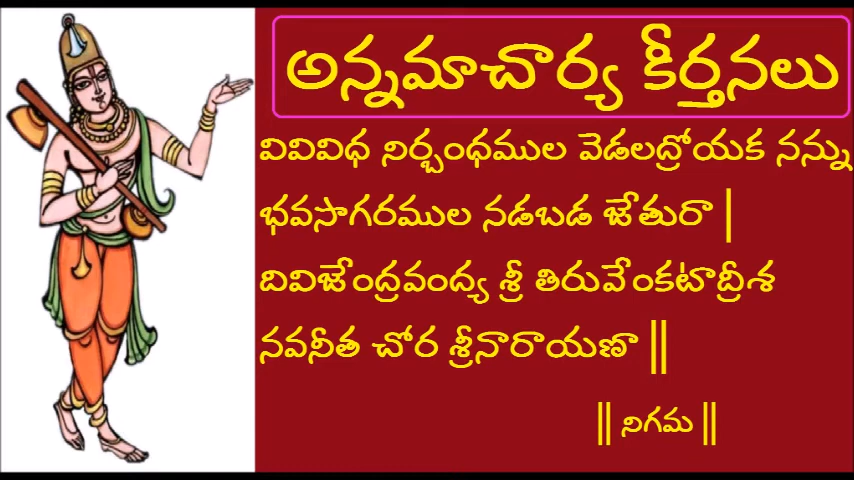 అన్నమాచార్య కీర్తనలు
వివివిధ నిర్బంధముల వెడలద్రోయక నన్ను
భవసాగరముల నడబడ జేతురా |
దివిజేంద్రవంద్య శ్రీ తిరువేంకటాద్రీశ
నవనీత చోర శ్రీనారాయణా ||
|| నిగమ ||